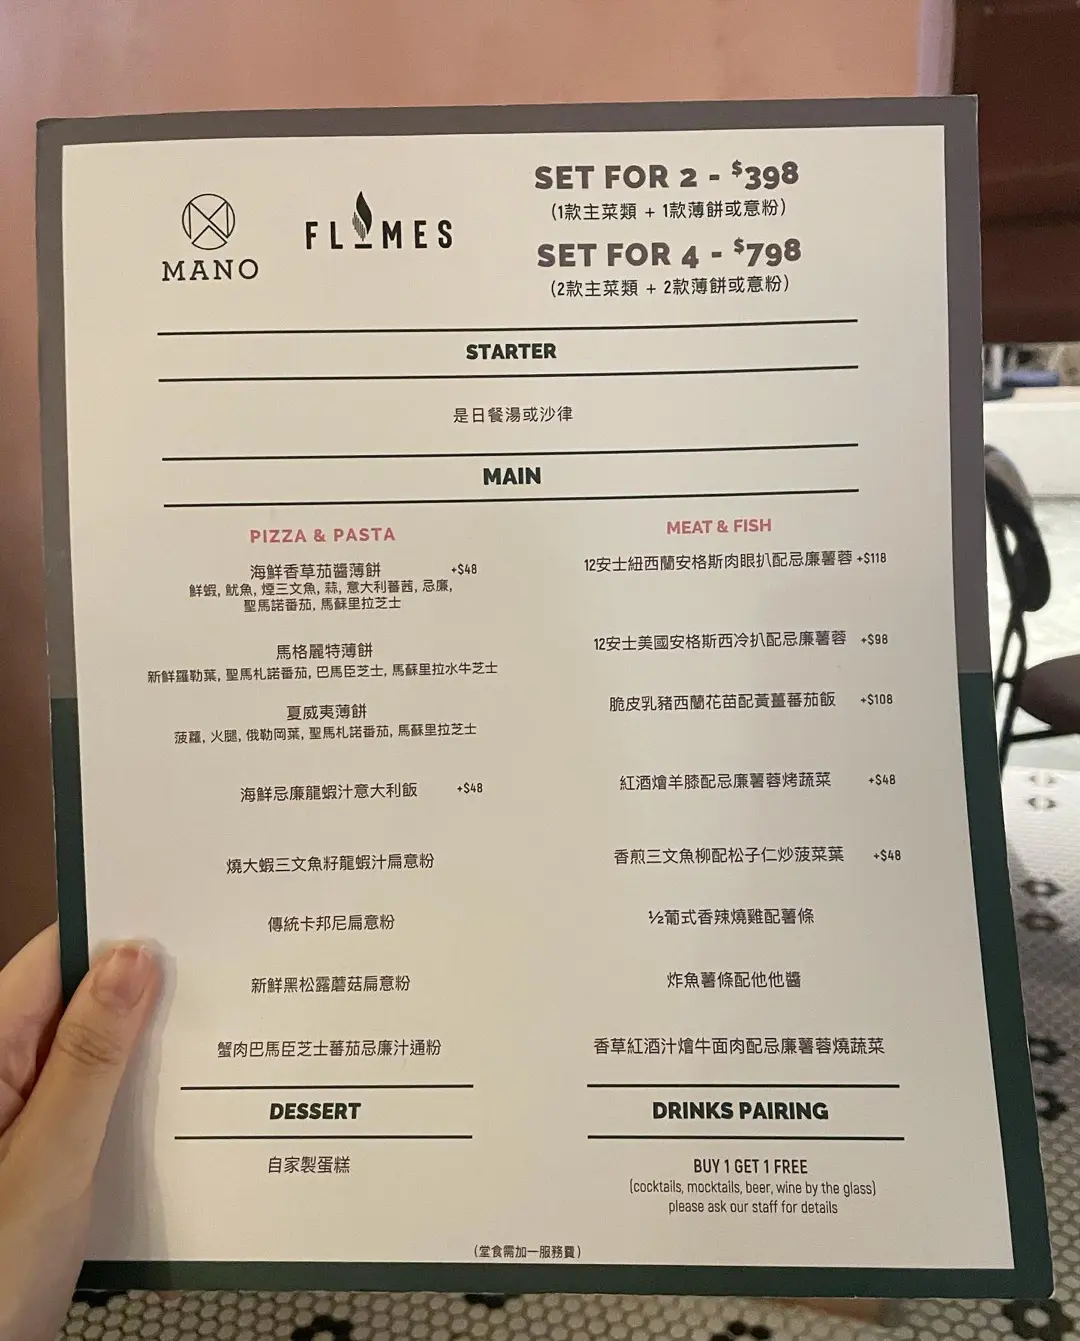 MANO
FLAMES
SET FOR 2 - $398
(1款主菜類 + 1款薄餅或意粉)
SET FOR 4 - $798
(2款主菜類 + 2款薄餅或意粉)
STARTER
是日餐湯或沙律
MAIN
PIZZA & PASTA
海鮮香草茄醬薄餅 +$48
鮮蝦, 魷魚, 煙三文魚, 蒜, 意大利蕃茜, 忌廉,
聖馬諾番茄, 馬蘇里拉芝士
馬格麗特薄餅
新鮮羅勒葉, 聖馬札諾番茄, 巴馬臣芝士, 馬蘇里拉水牛芝士
夏威夷薄餅
菠蘿, 火腿, 俄勒岡葉, 聖馬札諾番茄, 馬蘇里拉芝士
海鮮忌廉龍蝦汁意大利飯 +$48
燒大蝦三文魚籽龍蝦汁扁意粉
傳統卡邦尼扁意粉
新鮮黑松露蘑菇扁意粉
蟹肉巴馬臣芝士蕃茄忌廉汁通粉
MEAT & FISH
12安士紐西蘭安格斯肉眼扒配忌廉薯蓉 +$118
12安士美國安格斯西冷扒配忌廉薯蓉 +$98
脆皮乳豬西蘭花苗配黃薑蕃茄飯 +$108
紅酒燴羊膝配忌廉薯蓉烤蔬菜 +$48
香煎三文魚柳配松子仁炒菠菜葉 +$48
½葡式香辣燒雞配薯條
炸魚薯條配他他醬
香草紅酒汁燴牛面肉配忌廉薯蓉燒蔬菜
DESSERT
自家製蛋糕
DRINKS PAIRING
BUY 1 GET 1 FREE
(cocktails, mocktails, beer, wine by the glass)
please ask our staff for details
(堂食需加一服務費)